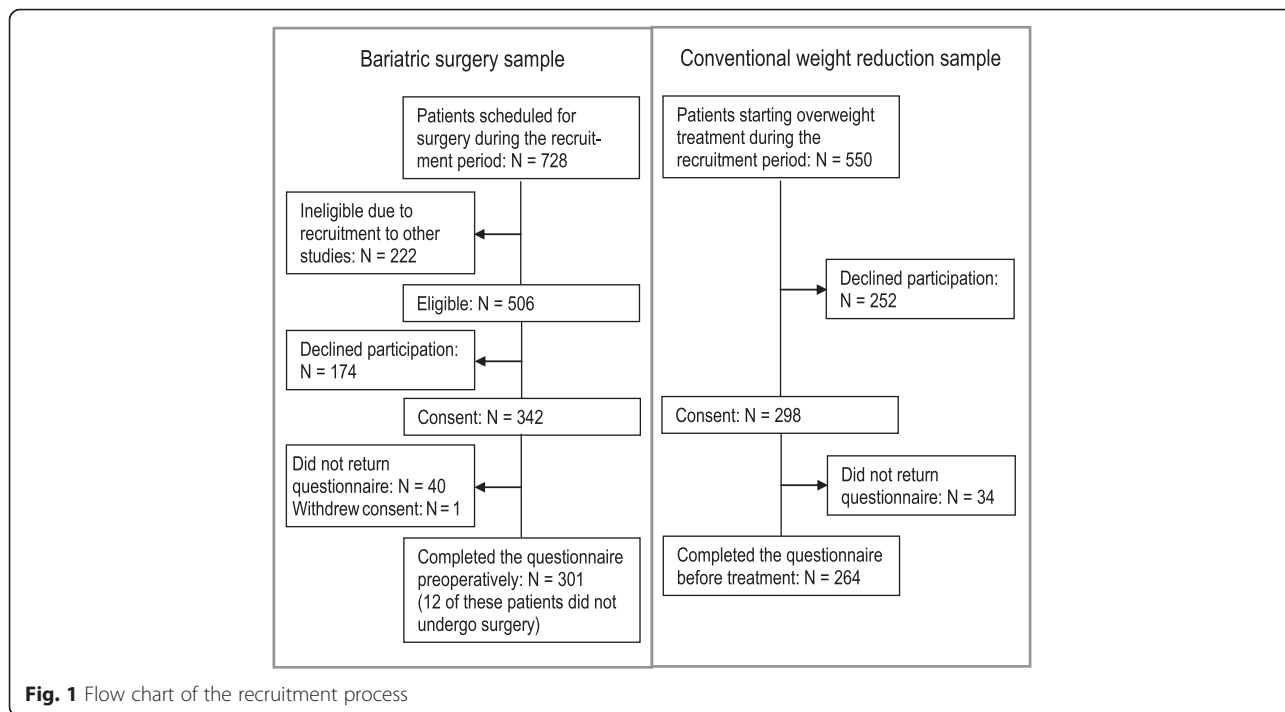 Bariatric surgery sample
Patients scheduled for
surgery during the recruit-
ment period: N = 728
Ineligible due to
recruitment to other
studies: N = 222
Eligible: N = 506
Declined participation:
N = 174
Consent: N = 342
Did not return
questionnaire: N = 40
Withdrew consent: N = 1
Completed the questionnaire
preoperatively: N = 301
(12 of these patients did not
undergo surgery)
Conventional weight reduction sample
Patients starting overweight
treatment during the
recruitment period: N = 550
Declined participation:
N = 252
Consent: N = 298
Did not return
questionnaire: N = 34
Completed the questionnaire
before treatment: N = 264
Fig. 1 Flow chart of the recruitment process